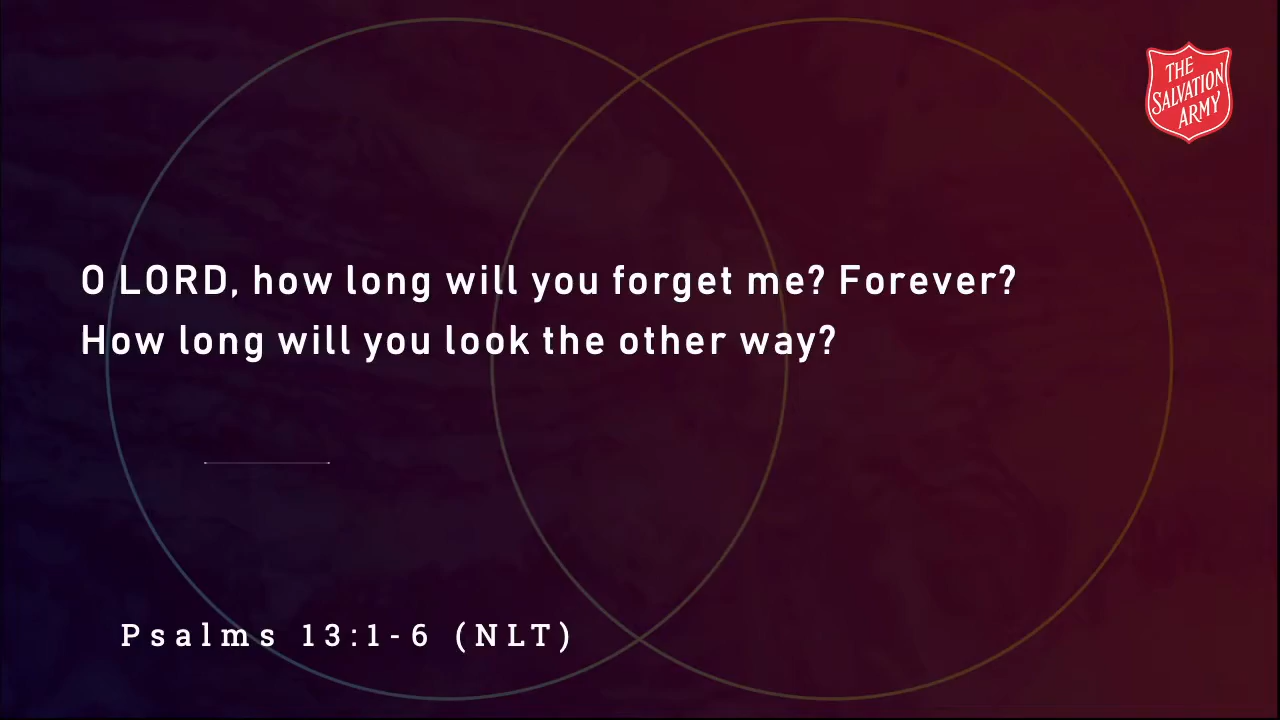 THE
SALVATION
ARMY
O LORD, how long will you forget me? Forever?
How long will you look the other way?
Psalms 13:1-6 (NLT)